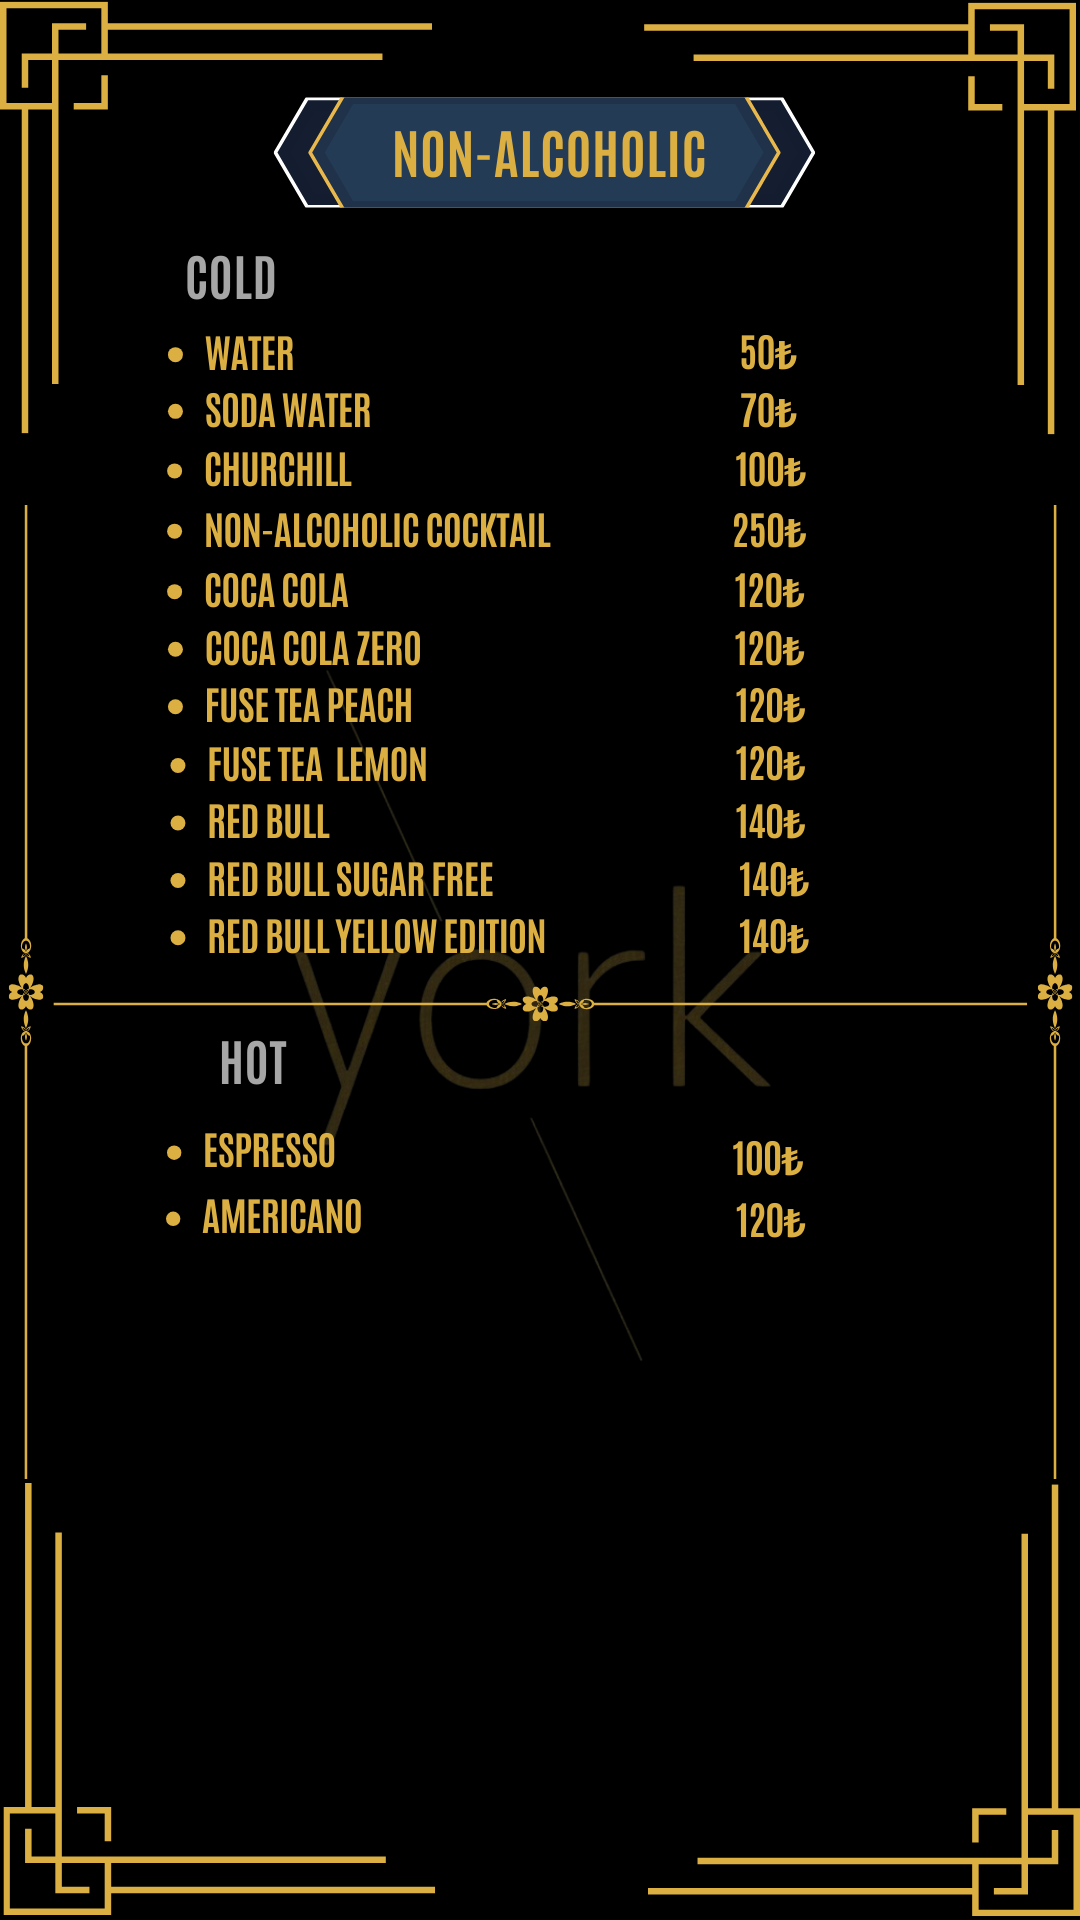 NON-ALCOHOLIC
COLD
• WATER 50₺
• SODA WATER 70₺
• CHURCHILL 100₺
• NON-ALCOHOLIC COCKTAIL 250₺
• COCA COLA 120₺
• COCA COLA ZERO 120₺
• FUSE TEA PEACH 120₺
• FUSE TEA LEMON 120₺
• RED BULL 140₺
• RED BULL SUGAR FREE 140₺
• RED BULL YELLOW EDITION 140₺
york
HOT
• ESPRESSO 100₺
• AMERICANO 120₺